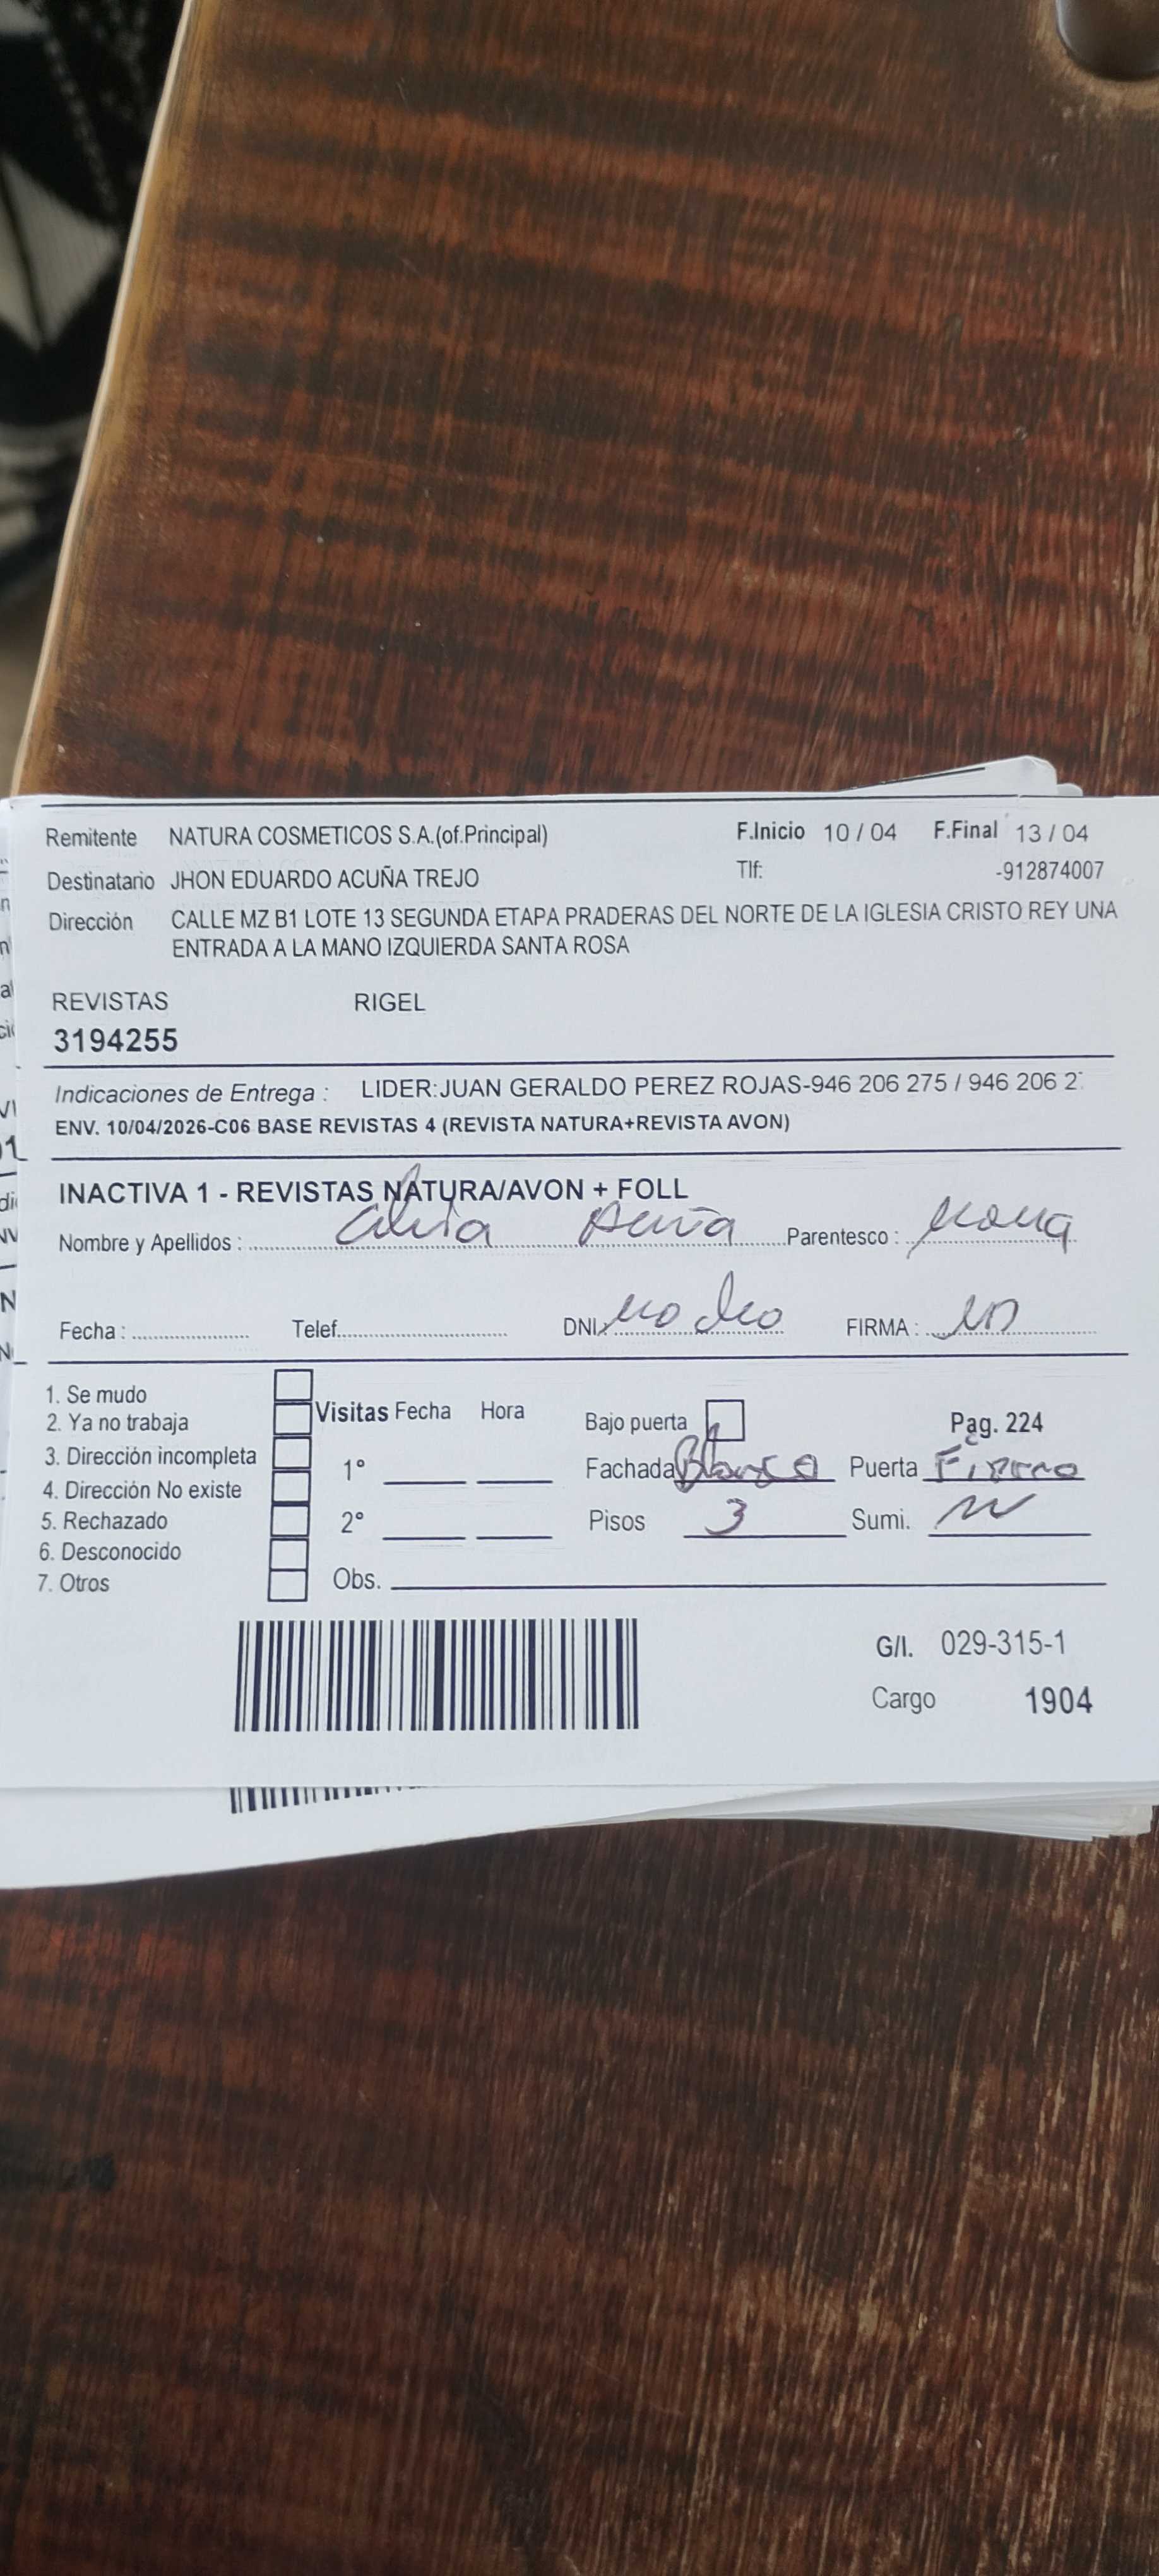 Remitente NATURA COSMETICOS S.A.(of.Principal) F.Inicio 10 / 04 F.Final 13 / 04
Destinatario JHON EDUARDO ACUÑA TREJO Tlf: -912874007
Dirección CALLE MZ B1 LOTE 13 SEGUNDA ETAPA PRADERAS DEL NORTE DE LA IGLESIA CRISTO REY UNA
ENTRADA A LA MANO IZQUIERDA SANTA ROSA
REVISTAS RIGEL
3194255
Indicaciones de Entrega : LIDER:JUAN GERALDO PEREZ ROJAS-946 206 275 / 946 206 2
ENV. 10/04/2026-C06 BASE REVISTAS 4 (REVISTA NATURA+REVISTA AVON)
INACTIVA 1 - REVISTAS NATURA/AVON + FOLL
Nombre y Apellidos : Parentesco :
Fecha : Telef. DNI: no dio FIRMA :
1. Se mudo
2. Ya no trabaja Visitas Fecha Hora Bajo puerta Pag. 224
3. Dirección incompleta 1° Fachada Blanca Puerta Fierro
4. Dirección No existe
5. Rechazado 2° Pisos 3 Sumi.
6. Desconocido
7. Otros Obs.
G/I. 029-315-1
Cargo 1904